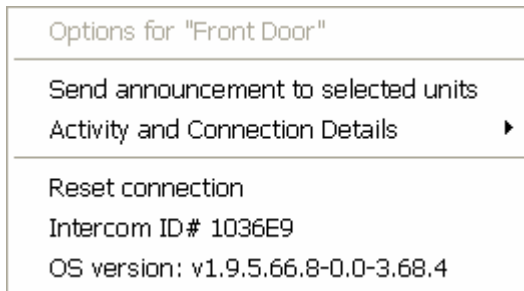 Options for "Front Door"
Send announcement to selected units
Activity and Connection Details
Reset connection
Intercom ID# 1036E9
OS version: v1.9.5.66.8-0.0-3.68.4